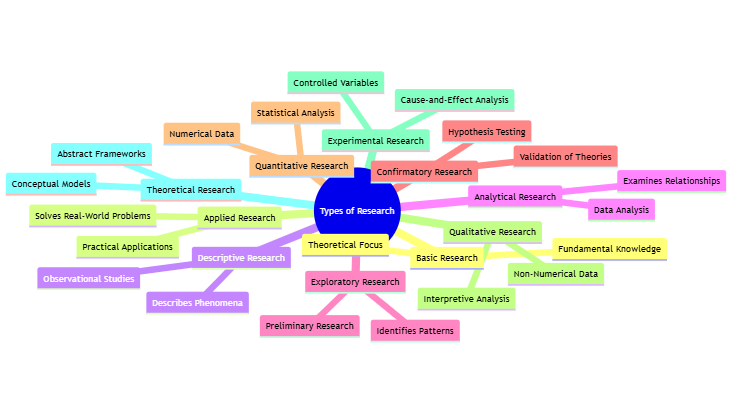 Controlled Variables
Cause-and-Effect Analysis
Statistical Analysis
Hypothesis Testing
Numerical Data
Experimental Research
Abstract Frameworks
Validation of Theories
Quantitative Research
Confirmatory Research
Conceptual Models
Theoretical Research
Examines Relationships
Analytical Research
Types of Research
Data Analysis
Solves Real-World Problems
Applied Research
Qualitative Research
Practical Applications
Theoretical Focus
Fundamental Knowledge
Descriptive Research
Basic Research
Observational Studies
Non-Numerical Data
Exploratory Research
Describes Phenomena
Interpretive Analysis
Preliminary Research
Identifies Patterns